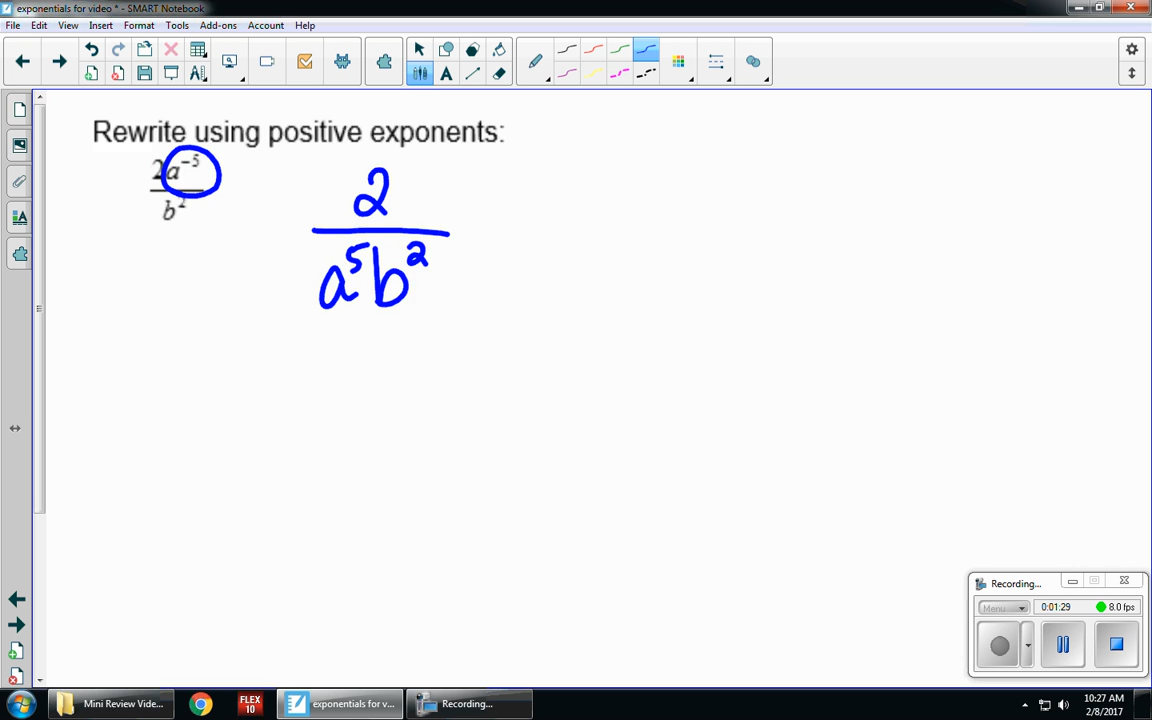 exponentials for video * - SMART Notebook
File Edit View Insert Format Tools Add-ons Account Help
Rewrite using positive exponents:
2a⁻⁵
b²
2
a⁵b²
Recording...
Menu 0:01:29 8.0 fps
Mini Review Vide... FLEX 10 exponentials for v... Recording... 10:27 AM
2/8/2017